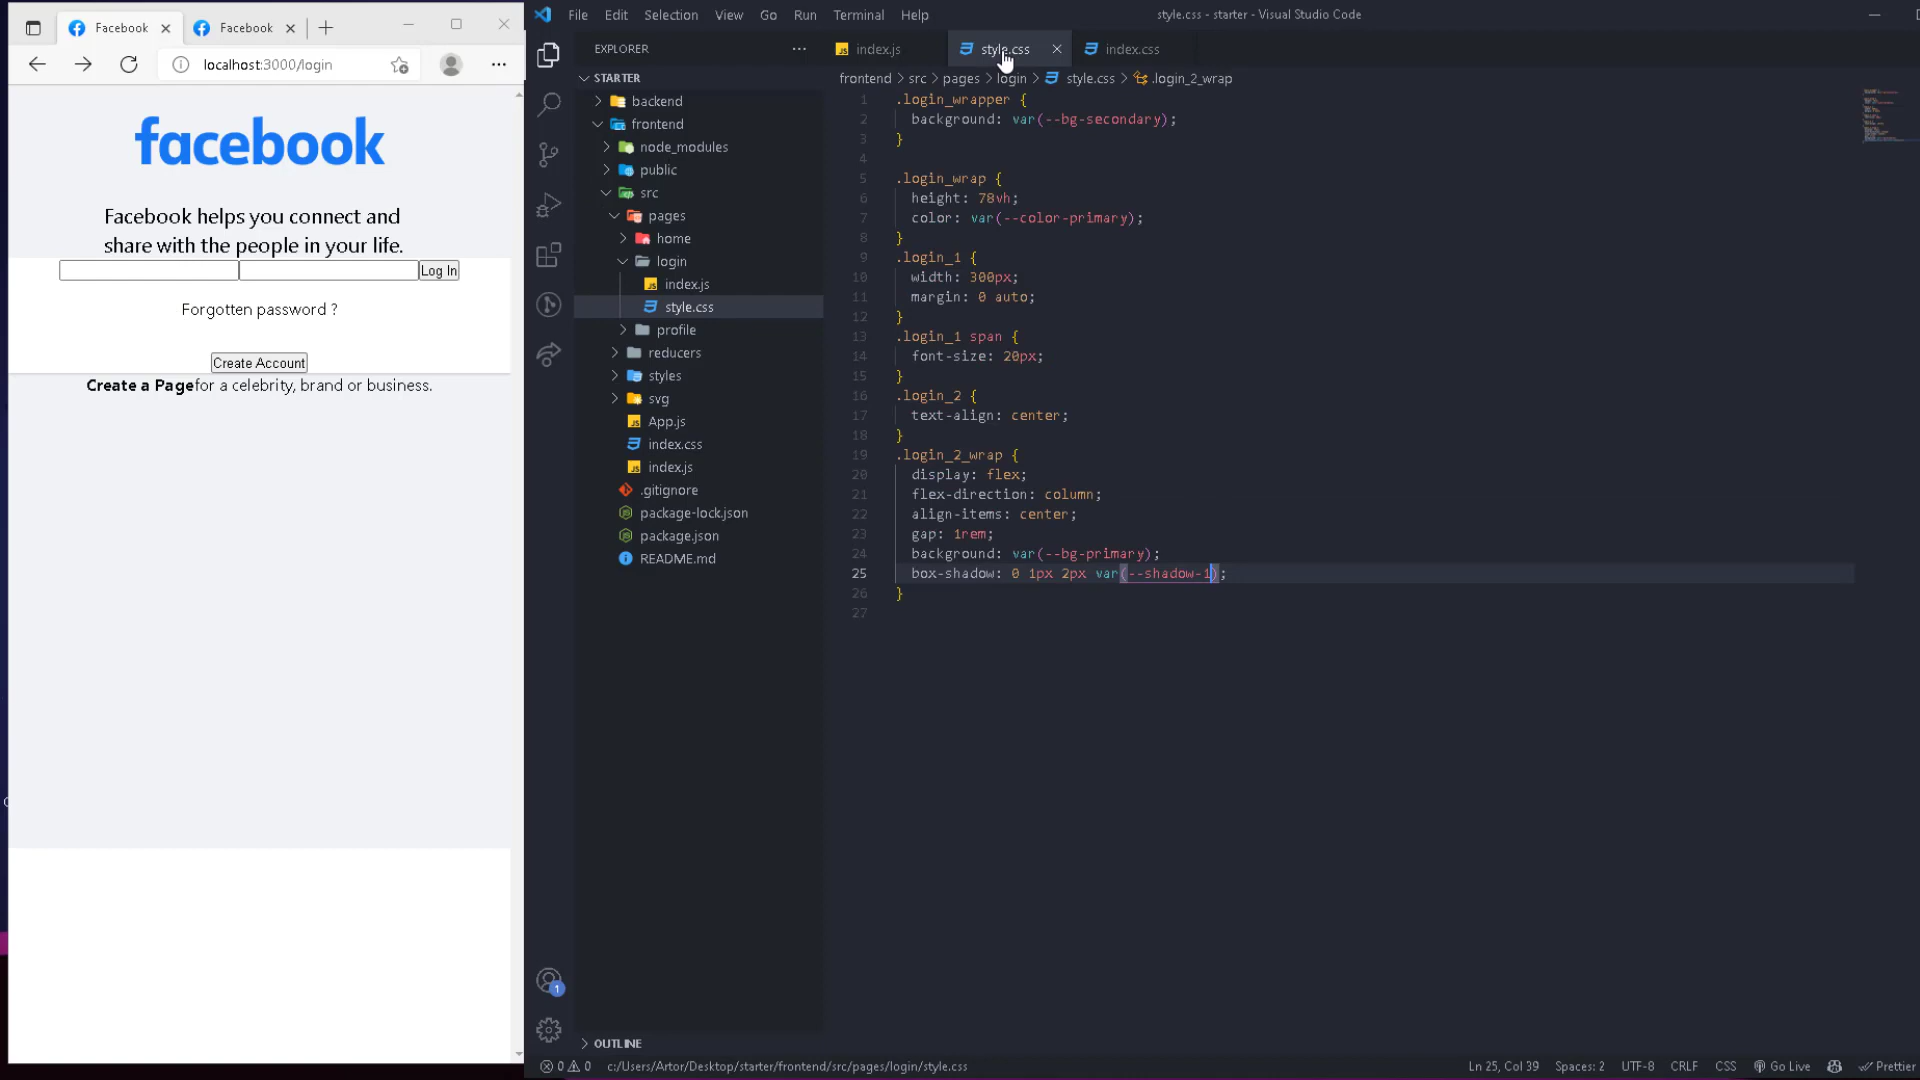 Facebook
Facebook
localhost:3000/login
facebook
Facebook helps you connect and
share with the people in your life.
Log In
Forgotten password ?
Create Account
Create a Pagefor a celebrity, brand or business.
File Edit Selection View Go Run Terminal Help
style.css - starter - Visual Studio Code
EXPLORER
STARTER
backend
frontend
node_modules
public
src
pages
home
login
index.js
style.css
profile
reducers
styles
svg
App.js
index.css
index.js
.gitignore
package-lock.json
package.json
README.md
OUTLINE
index.js
style.css
index.css
frontend > src > pages > login > style.css > .login_2_wrap
1 .login_wrapper {
2 background: var(--bg-secondary);
3 }
4
5 .login_wrap {
6 height: 78vh;
7 color: var(--color-primary);
8 }
9 .login_1 {
10 width: 300px;
11 margin: 0 auto;
12 }
13 .login_1 span {
14 font-size: 20px;
15 }
16 .login_2 {
17 text-align: center;
18 }
19 .login_2_wrap {
20 display: flex;
21 flex-direction: column;
22 align-items: center;
23 gap: 1rem;
24 background: var(--bg-primary);
25 box-shadow: 0 1px 2px var(--shadow-1);
26 }
27
1
0 0 c:/Users/Artor/Desktop/starter/frontend/src/pages/login/style.css
Ln 25, Col 39 Spaces: 2 UTF-8 CRLF CSS Go Live Prettier